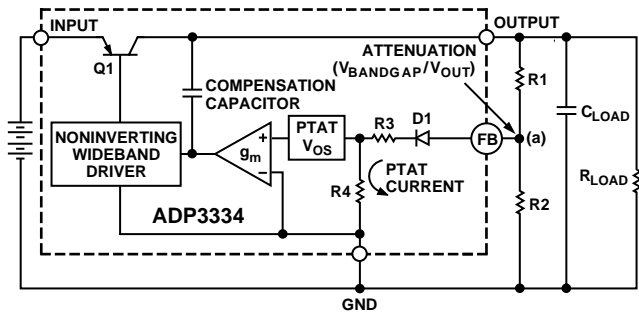 INPUT
OUTPUT
Q1
ATTENUATION
(VBANDGAP/VOUT)
COMPENSATION
CAPACITOR
R1
NONINVERTING
WIDEBAND
DRIVER
gm
+
–
PTAT
VOS
R3
D1
FB
(a)
CLOAD
R4
PTAT
CURRENT
R2
RLOAD
ADP3334
GND